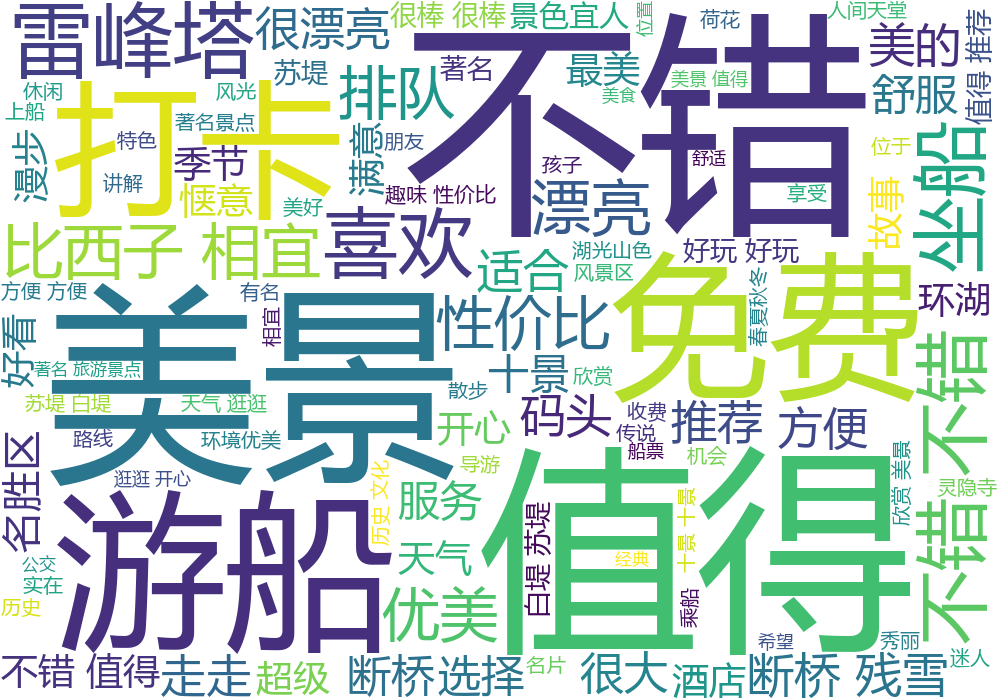 雷峰塔
很漂亮
很棒 很棒
景色宜人
位置
荷花
人间天堂
不错
苏堤
著名
最美
美景 值得
美食
美的
值得 推荐
休闲
上船
打卡
风光
排队
舒服
著名景点
特色
朋友
满意
漫步
季节
讲解
惬意
美好
趣味 性价比
孩子
舒适
漂亮
享受
位于
故事
坐船
比西子 相宜
喜欢
适合
湖光山色
风景区
好玩 好玩
春夏秋冬
方便 方便
有名
相宜
美景
性价比
免费
环湖
好看
著名 旅游景点
散步
十景
欣赏
不错 不错
苏堤 白堤
天气 逛逛
路线
环境优美
开心
码头
收费
传说
船票
推荐
方便
名胜区
逛逛 开心
历史 文化
导游
机会
欣赏 美景
灵隐寺
游船
服务
值得
白堤 苏堤
十景 十景
天气
经典
公交
实在
历史
优美
乘船
希望
秀丽
迷人
不错 值得
走走
超级
断桥
选择
名片
很大
酒店
断桥 残雪